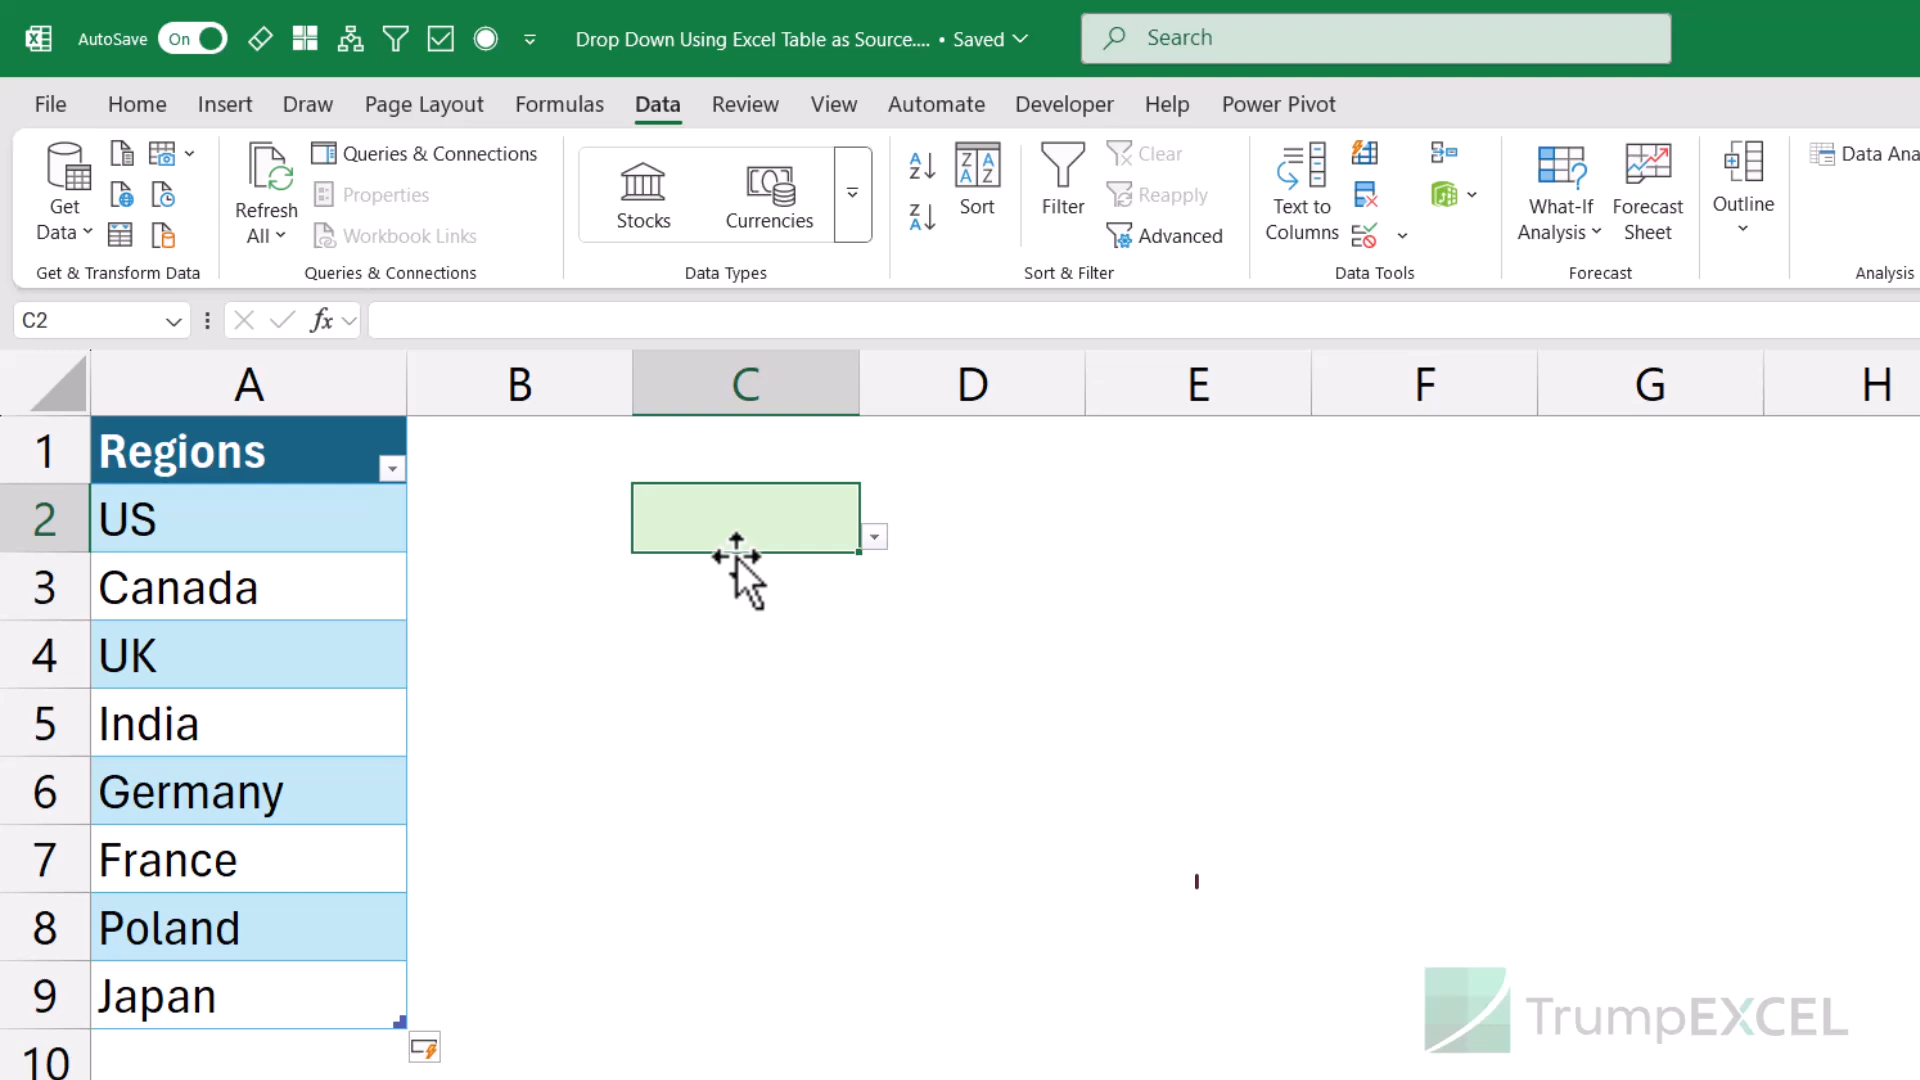 AutoSave On Drop Down Using Excel Table as Source.... • Saved Search
File Home Insert Draw Page Layout Formulas Data Review View Automate Developer Help Power Pivot
Get Data
Refresh All
Queries & Connections
Properties
Workbook Links
Stocks
Currencies
Sort
Filter
Clear
Reapply
Advanced
Text to Columns
What-If Analysis
Forecast Sheet
Outline
Data Ana
Get & Transform Data Queries & Connections Data Types Sort & Filter Data Tools Forecast Analysis
C2 fx
A B C D E F G H
1 Regions
2 US
3 Canada
4 UK
5 India
6 Germany
7 France
8 Poland
9 Japan
10
TrumpEXCEL